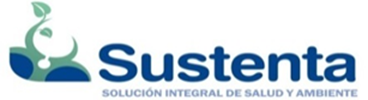 Sustenta
SOLUCIÓN INTEGRAL DE SALUD Y AMBIENTE